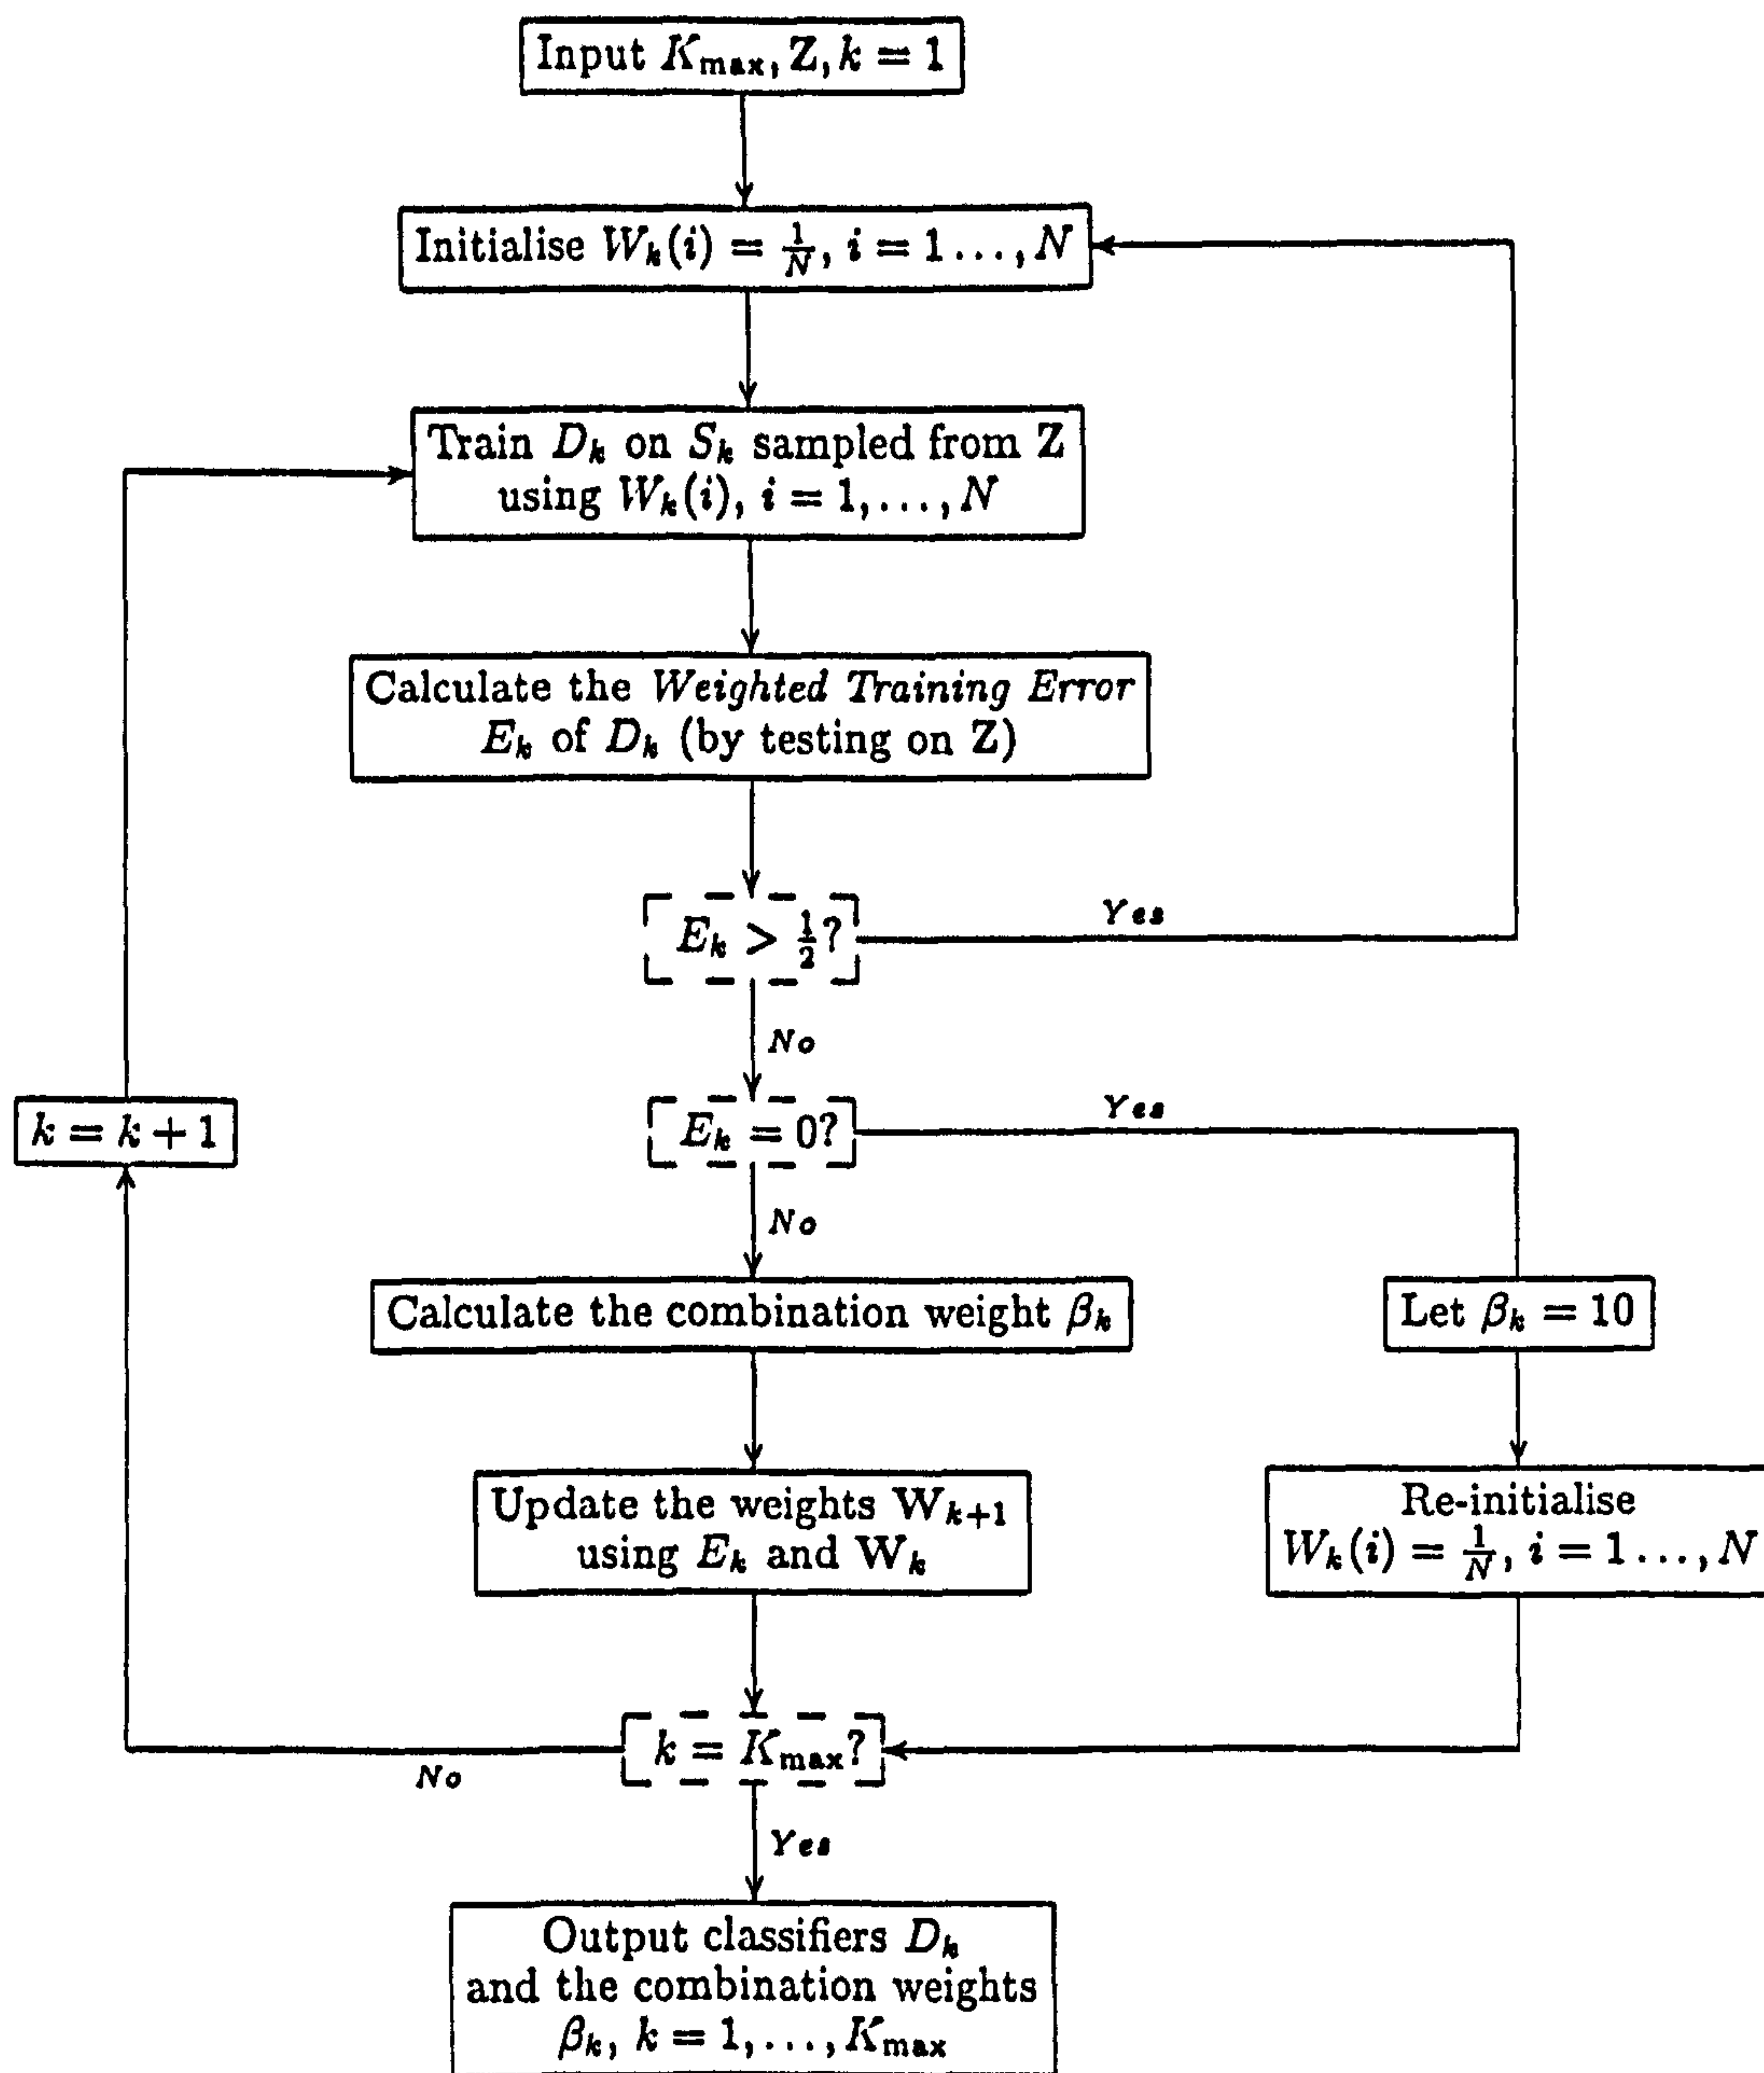 Input K_max, Z, k = 1
Initialise W_k(i) = 1/N, i = 1 ..., N
Train D_k on S_k sampled from Z
using W_k(i), i = 1, ..., N
Calculate the Weighted Training Error
E_k of D_k (by testing on Z)
E_k > 1/2?
Yes
No
k = k + 1
E_k = 0?
Yes
No
Calculate the combination weight β_k
Let β_k = 10
Update the weights W_{k+1}
using E_k and W_k
Re-initialise
W_k(i) = 1/N, i = 1 ..., N
k = K_max?
No
Yes
Output classifiers D_k
and the combination weights
β_k, k = 1, ..., K_max